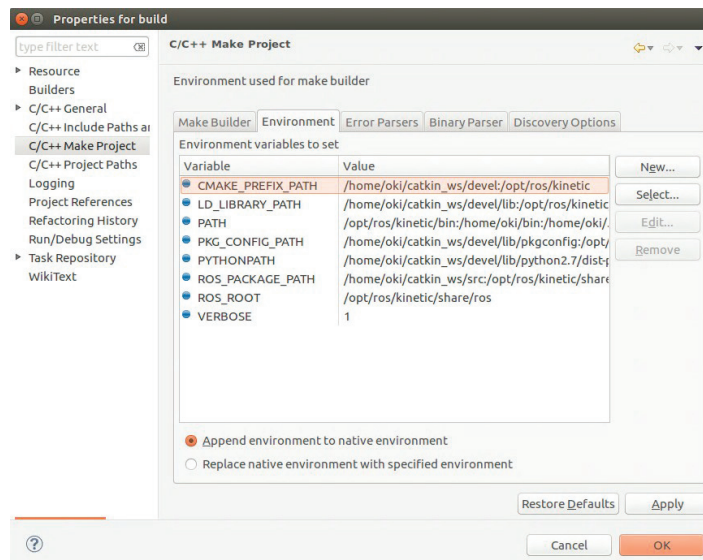 Properties for build
type filter text
Resource
Builders
C/C++ General
C/C++ Include Paths ar
C/C++ Make Project
C/C++ Project Paths
Logging
Project References
Refactoring History
Run/Debug Settings
Task Repository
WikiText
C/C++ Make Project
Environment used for make builder
Make Builder Environment Error Parsers Binary Parser Discovery Options
Environment variables to set
Variable Value
CMAKE_PREFIX_PATH /home/oki/catkin_ws/devel:/opt/ros/kinetic
LD_LIBRARY_PATH /home/oki/catkin_ws/devel/lib:/opt/ros/kinetic
PATH /opt/ros/kinetic/bin:/home/oki/bin:/home/oki/.
PKG_CONFIG_PATH /home/oki/catkin_ws/devel/lib/pkgconfig:/opt/
PYTHONPATH /home/oki/catkin_ws/devel/lib/python2.7/dist-p
ROS_PACKAGE_PATH /home/oki/catkin_ws/src:/opt/ros/kinetic/share
ROS_ROOT /opt/ros/kinetic/share/ros
VERBOSE 1
New...
Select...
Edit...
Remove
Append environment to native environment
Replace native environment with specified environment
Restore Defaults Apply
? Cancel OK